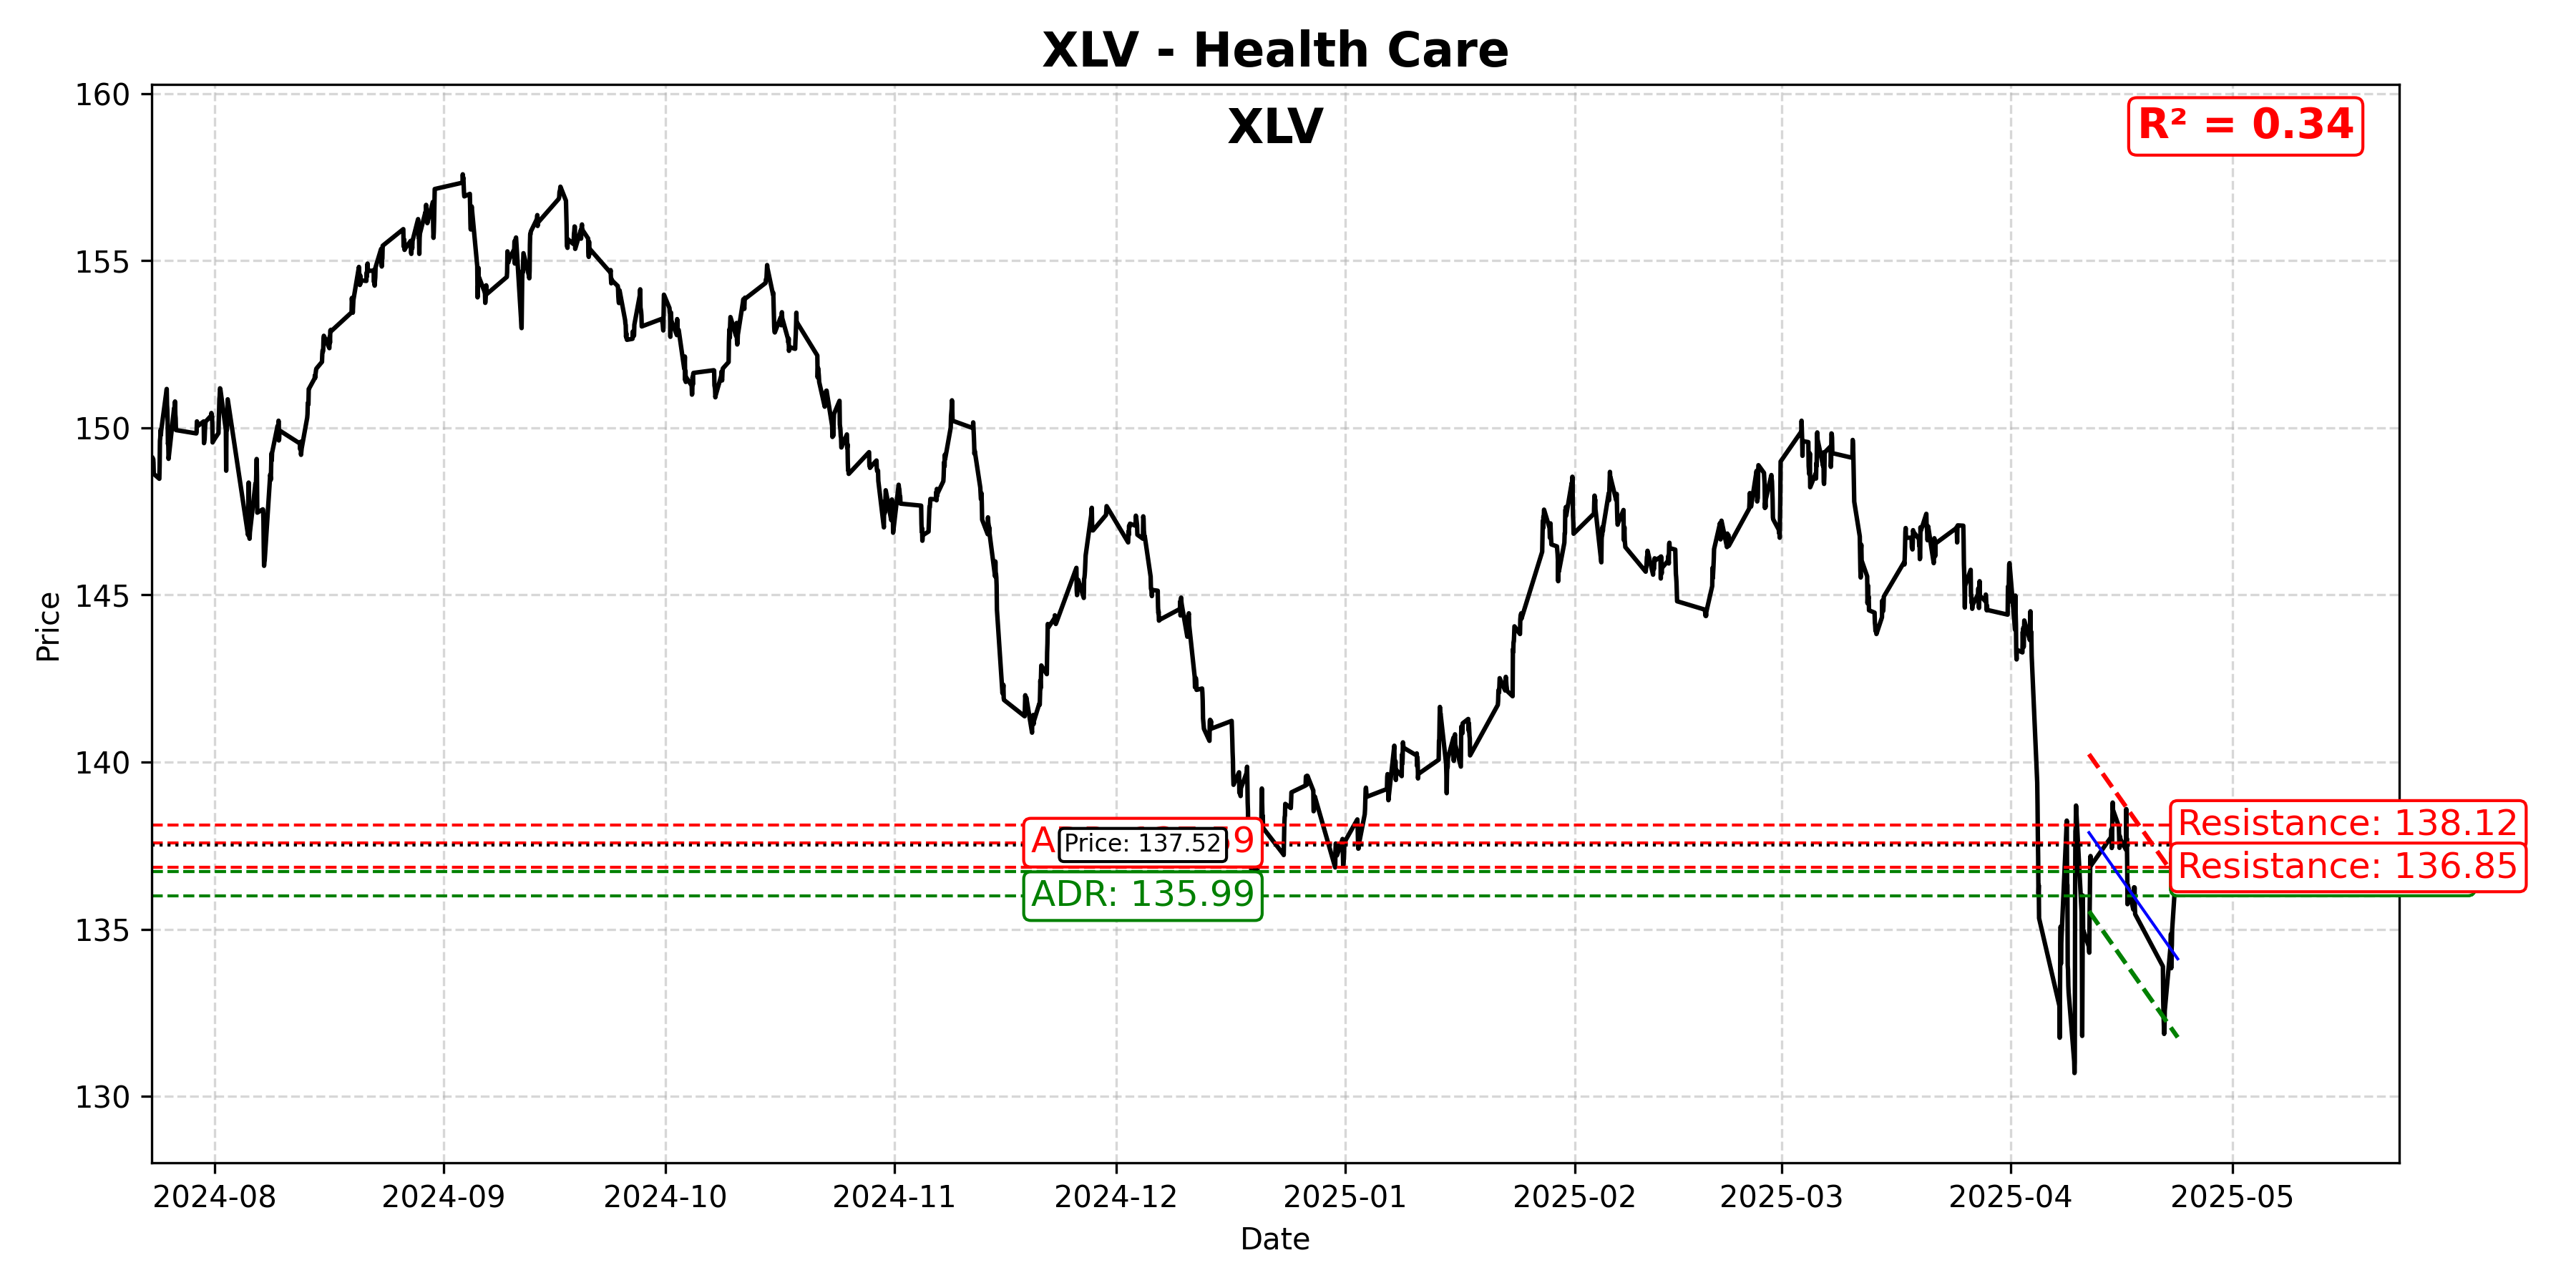 XLV - Health Care
XLV
R² = 0.34
160
155
150
145
140
135
130
Price
Resistance: 138.12
Price: 137.52
Resistance: 136.85
ADR: 135.99
2024-08
2024-09
2024-10
2024-11
2024-12
2025-01
2025-02
2025-03
2025-04
2025-05
Date